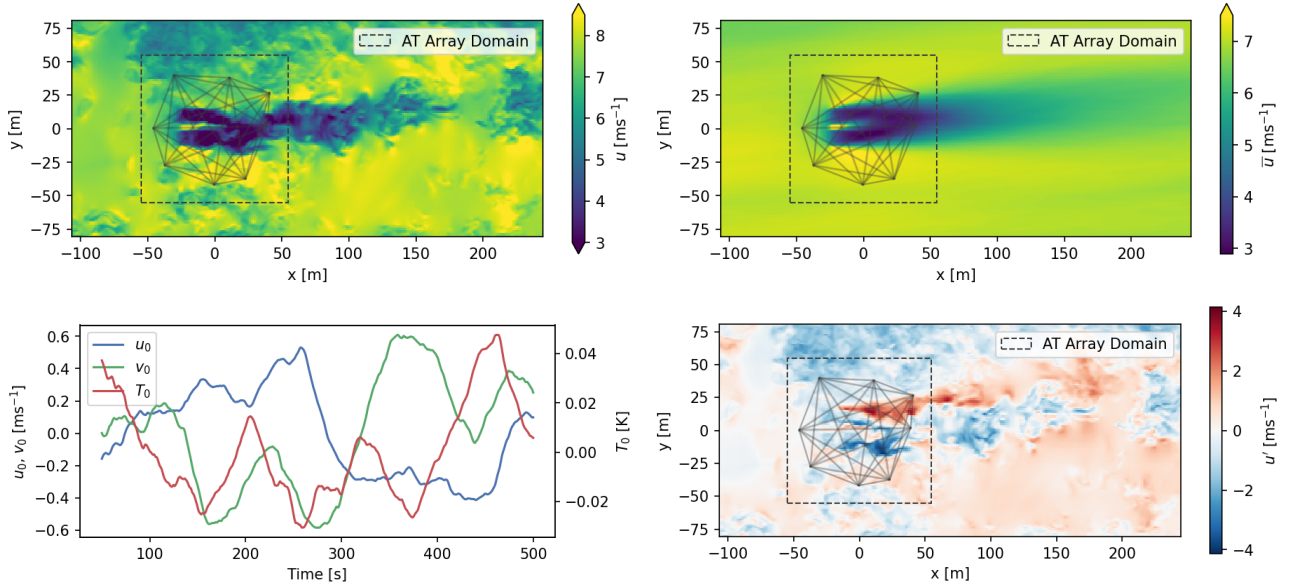 75
50
25
0
−25
−50
−75
y [m]
−100 −50 0 50 100 150 200
x [m]
AT Array Domain
8
7
6
5
4
3
u [ms⁻¹]
75
50
25
0
−25
−50
−75
y [m]
−100 −50 0 50 100 150 200
x [m]
AT Array Domain
7
6
5
4
3
u̅ [ms⁻¹]
0.6
0.4
0.2
0.0
−0.2
−0.4
−0.6
u₀, v₀ [ms⁻¹]
u₀
v₀
T₀
100 200 300 400 500
Time [s]
0.04
0.02
0.00
−0.02
T₀ [K]
75
50
25
0
−25
−50
−75
y [m]
−100 −50 0 50 100 150 200
x [m]
AT Array Domain
4
2
0
−2
−4
u′ [ms⁻¹]